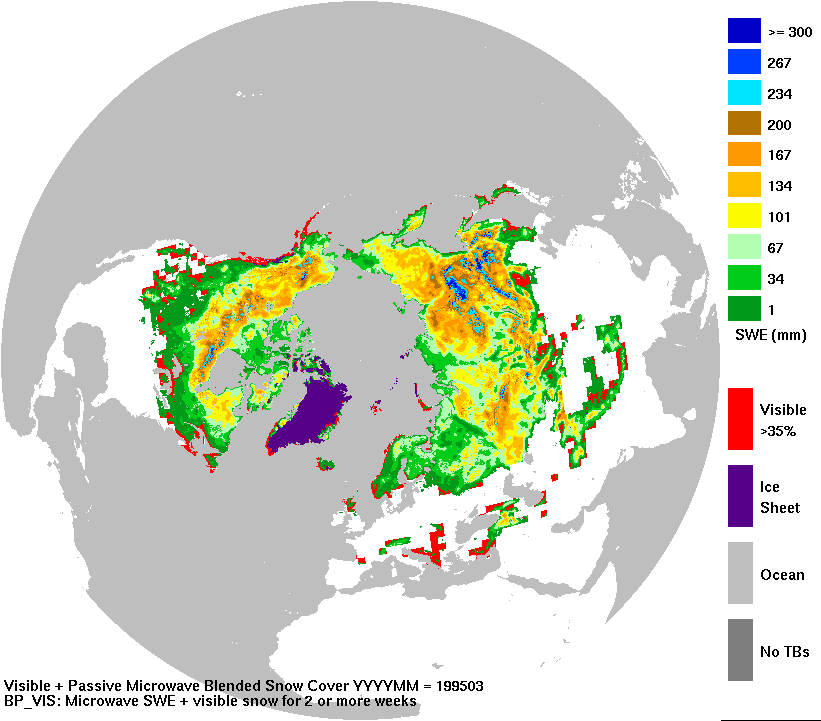 >= 300
267
234
200
167
134
101
67
34
1
SWE (mm)
Visible
>35%
Ice
Sheet
Ocean
No TBs
Visible + Passive Microwave Blended Snow Cover YYYYMM = 199503
BP_VIS: Microwave SWE + visible snow for 2 or more weeks